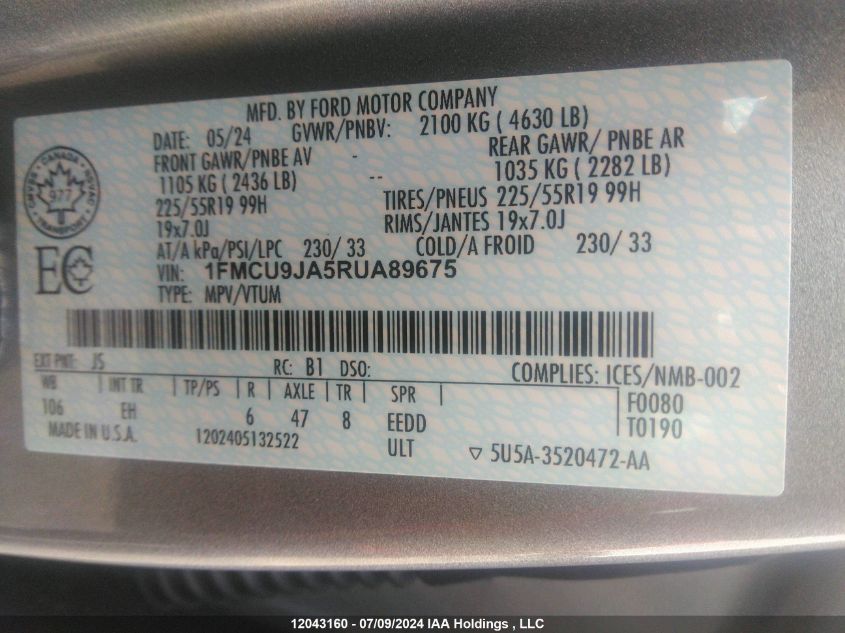 MFD. BY FORD MOTOR COMPANY
DATE: 05/24 GVWR/PNBV: 2100 KG ( 4630 LB)
FRONT GAWR/PNBE AV - REAR GAWR/ PNBE AR
1105 KG ( 2436 LB) -- 1035 KG ( 2282 LB)
225/55R19 99H TIRES/PNEUS 225/55R19 99H
19x7.0J RIMS/JANTES 19x7.0J
AT/A kPa/PSI/LPC 230/ 33 COLD/A FROID 230/ 33
VIN: 1FMCU9JA5RUA89675
TYPE: MPV/VTUM
CANADA
977
TRANSPORT
EC
EXT PNT: JS RC: B1 DSO: COMPLIES: ICES/NMB-002
WB INT TR TP/PS R AXLE TR SPR F0080
106 EH 6 47 8 EEDD T0190
MADE IN U.S.A. 1202405132522 ULT ▽ 5U5A-3520472-AA
12043160 - 07/09/2024 IAA Holdings , LLC